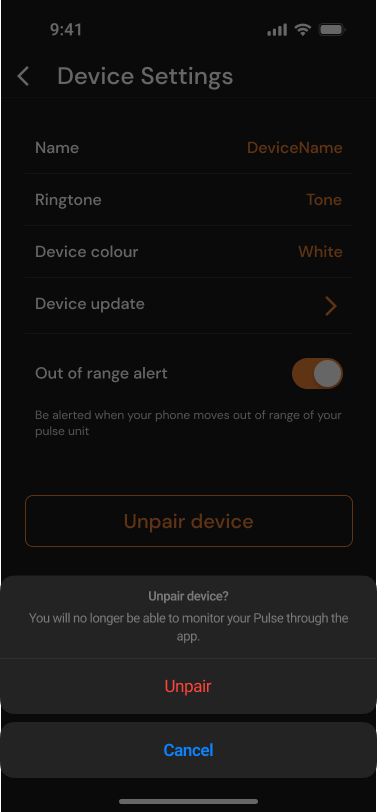 9:41
Device Settings
Name DeviceName
Ringtone Tone
Device colour White
Device update
Out of range alert
Be alerted when your phone moves out of range of your
pulse unit
Unpair device
Unpair device?
You will no longer be able to monitor your Pulse through the
app.
Unpair
Cancel